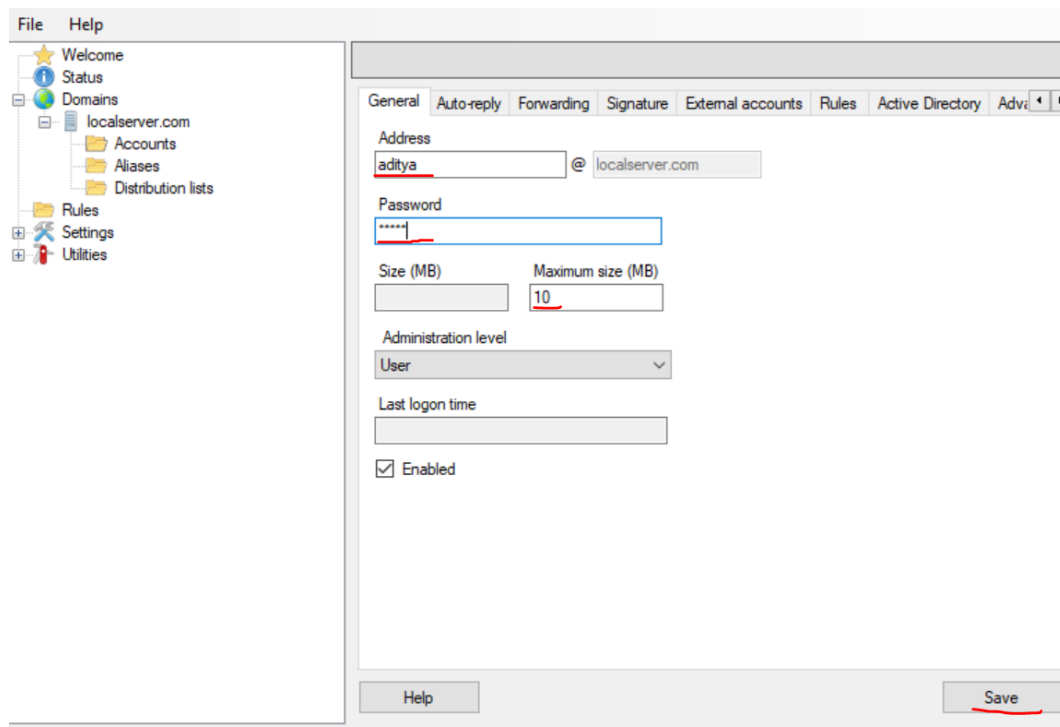 File Help
Welcome
Status
Domains
localserver.com
Accounts
Aliases
Distribution lists
Rules
Settings
Utilities
General Auto-reply Forwarding Signature External accounts Rules Active Directory Adva
Address
aditya @ localserver.com
Password
*****
Size (MB) Maximum size (MB)
10
Administration level
User
Last logon time
Enabled
Help Save